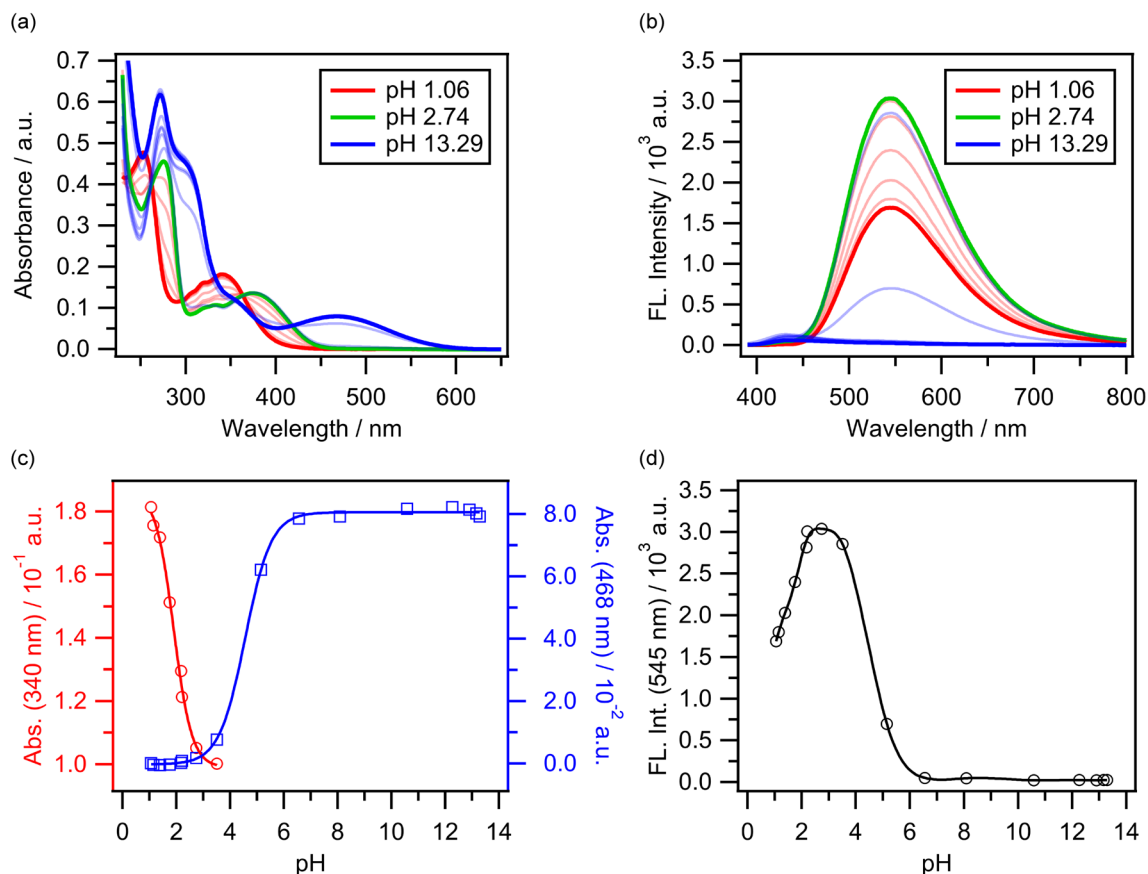 (a)
Absorbance / a.u.
0.7
0.6
0.5
0.4
0.3
0.2
0.1
0.0
300 400 500 600
Wavelength / nm
pH 1.06
pH 2.74
pH 13.29
(b)
FL. Intensity / 10³ a.u.
3.5
3.0
2.5
2.0
1.5
1.0
0.5
0.0
400 500 600 700 800
Wavelength / nm
pH 1.06
pH 2.74
pH 13.29
(c)
Abs. (340 nm) / 10⁻¹ a.u.
1.8
1.6
1.4
1.2
1.0
0 2 4 6 8 10 12 14
pH
8.0
6.0
4.0
2.0
0.0
Abs. (468 nm) / 10⁻² a.u.
(d)
FL. Int. (545 nm) / 10³ a.u.
3.5
3.0
2.5
2.0
1.5
1.0
0.5
0.0
0 2 4 6 8 10 12 14
pH